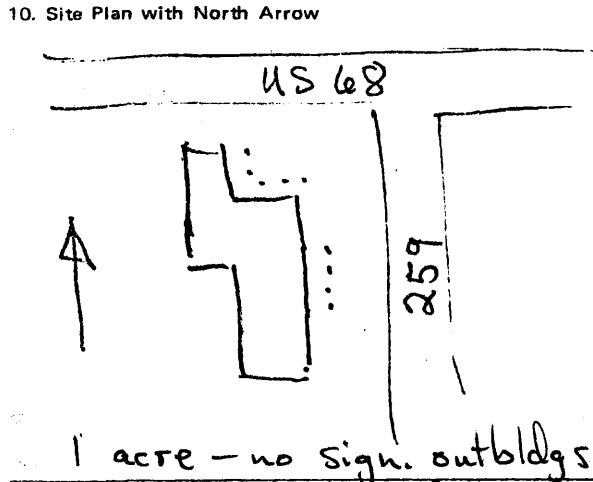 10. Site Plan with North Arrow
US 68
259
1 acre – no sign. outbldgs